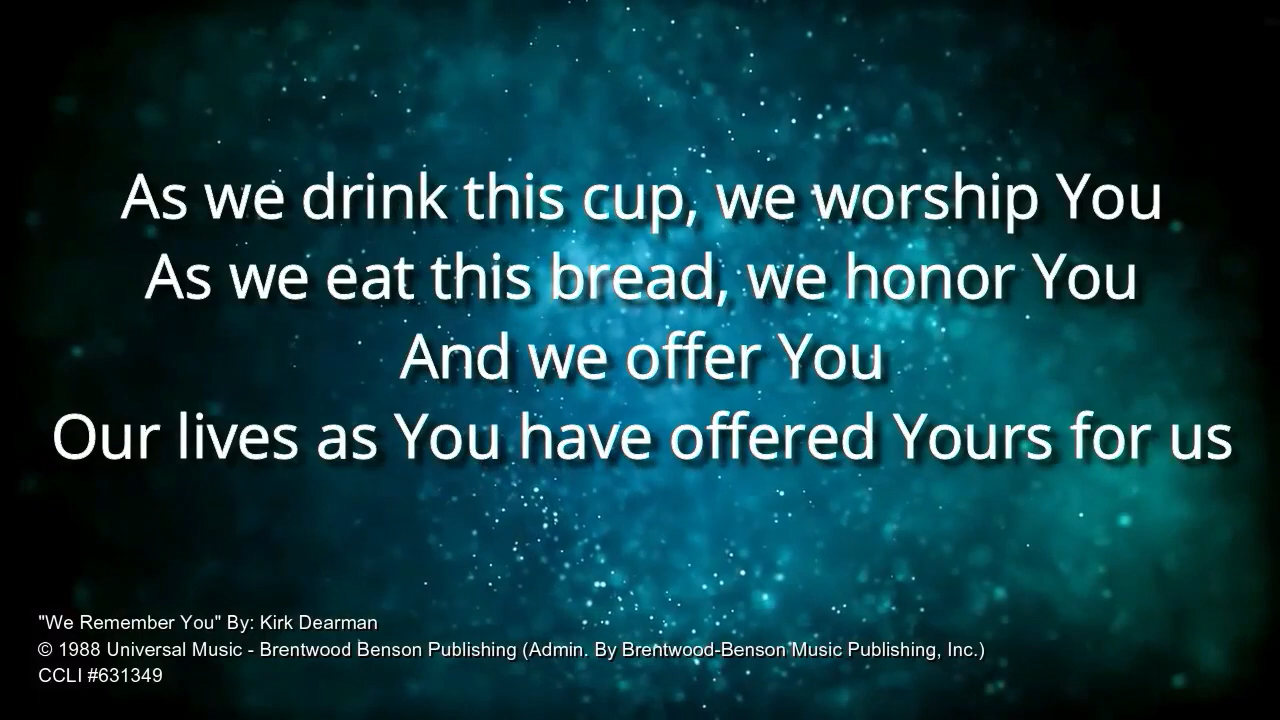 As we drink this cup, we worship You
As we eat this bread, we honor You
And we offer You
Our lives as You have offered Yours for us
"We Remember You" By: Kirk Dearman
© 1988 Universal Music - Brentwood Benson Publishing (Admin. By Brentwood-Benson Music Publishing, Inc.)
CCLI #631349